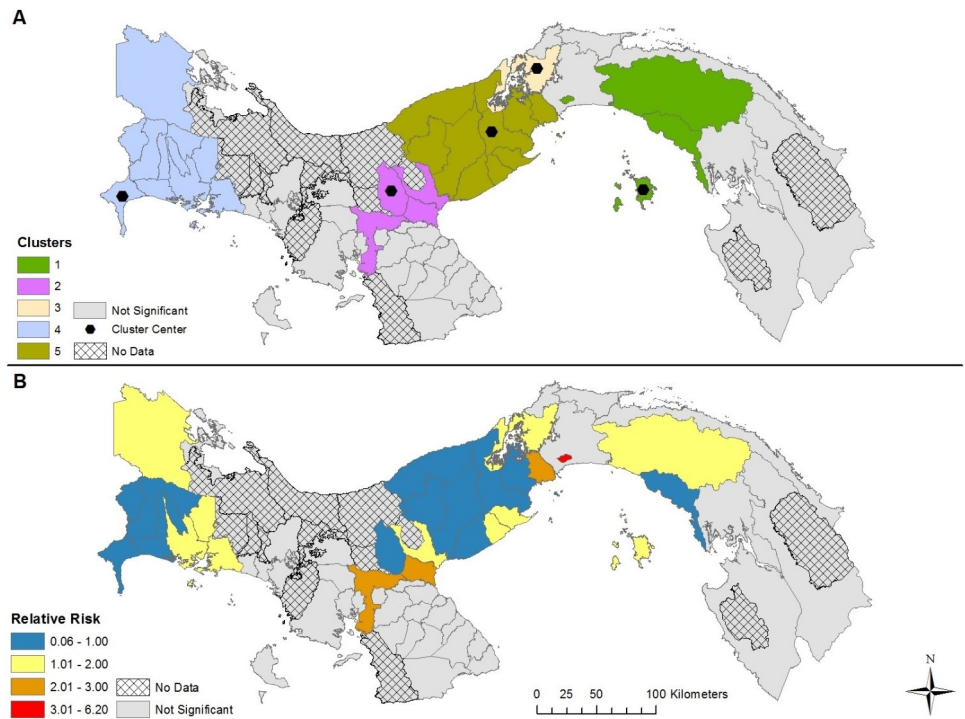 A
Clusters
1
2
3
4
5
Not Significant
Cluster Center
No Data
B
Relative Risk
0.06 - 1.00
1.01 - 2.00
2.01 - 3.00
3.01 - 6.20
No Data
Not Significant
0 25 50 100 Kilometers
N